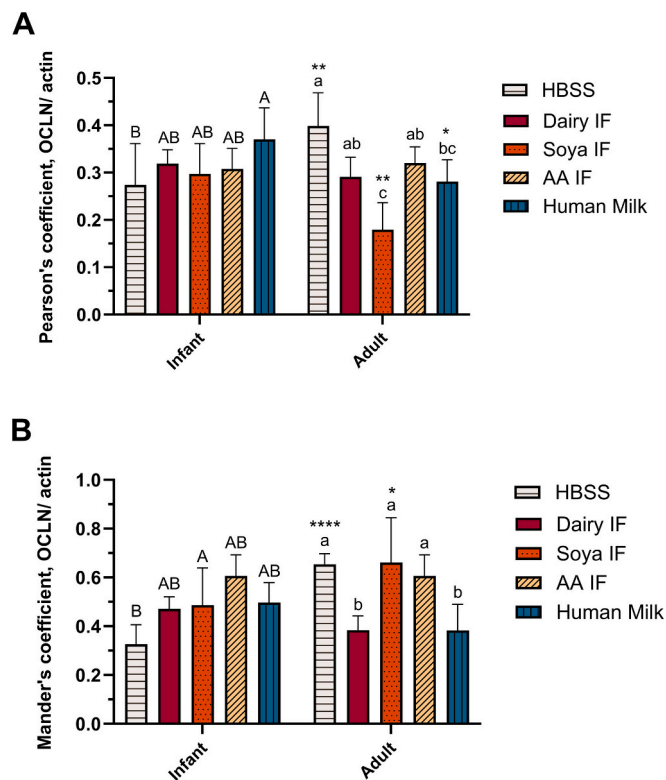 A
Pearson's coefficient, OCLN/ actin
0.5
0.4
0.3
0.2
0.1
0.0
B
AB
AB
AB
A
**
a
ab
**
c
ab
*
bc
Infant
Adult
HBSS
Dairy IF
Soya IF
AA IF
Human Milk
B
Mander's coefficient, OCLN/ actin
1.0
0.8
0.6
0.4
0.2
0.0
B
AB
A
AB
AB
****
a
b
*
a
a
b
Infant
Adult
HBSS
Dairy IF
Soya IF
AA IF
Human Milk